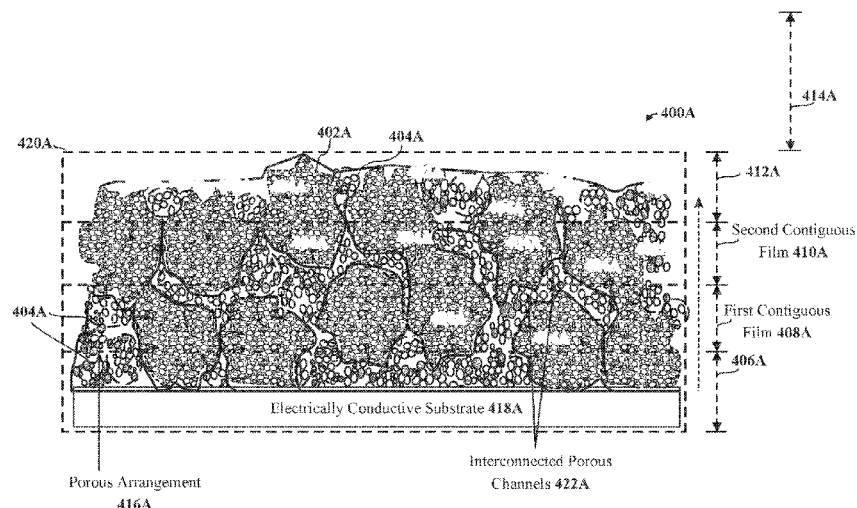 414A
400A
402A
404A
420A
412A
Second Contiguous
Film 410A
404A
First Contiguous
Film 408A
406A
Electrically Conductive Substrate 418A
Porous Arrangement
416A
Interconnected Porous
Channels 422A